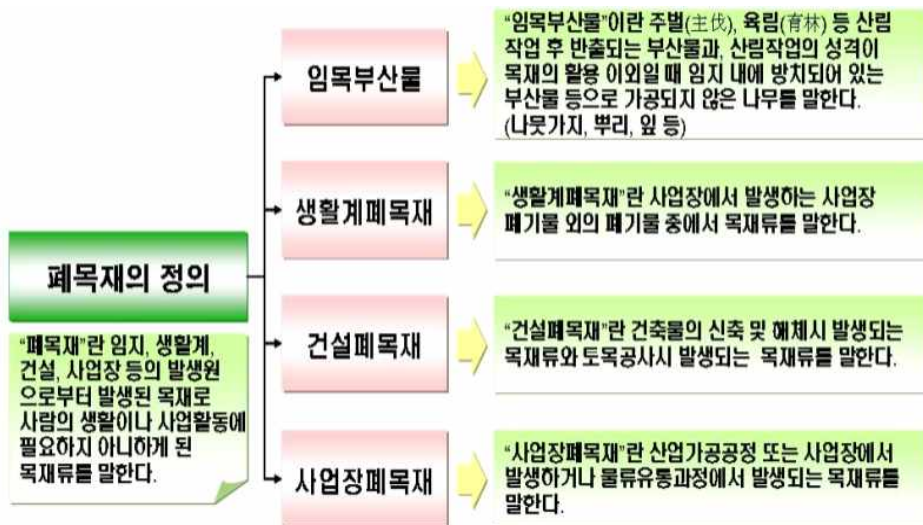 폐목재의 정의
“폐목재”란 임지, 생활계,
건설, 사업장 등의 발생원
으로부터 발생된 목재로
사람의 생활이나 사업활동에
필요하지 아니하게 된
목재류를 말한다.
임목부산물
“임목부산물”이란 주벌(主伐), 육림(育林) 등 산림
작업 후 반출되는 부산물과, 산림작업의 성격이
목재의 활용 이외일 때 임지 내에 방치되어 있는
부산물 등으로 가공되지 않은 나무를 말한다.
(나뭇가지, 뿌리, 잎 등)
생활계폐목재
“생활계폐목재”란 사업장에서 발생하는 사업장
폐기물 외의 폐기물 중에서 목재류를 말한다.
건설폐목재
“건설폐목재”란 건축물의 신축 및 해체시 발생되는
목재류와 토목공사시 발생되는 목재류를 말한다.
사업장폐목재
“사업장폐목재”란 산업가공공정 또는 사업장에서
발생하거나 물류유통과정에서 발생되는 목재류를
말한다.